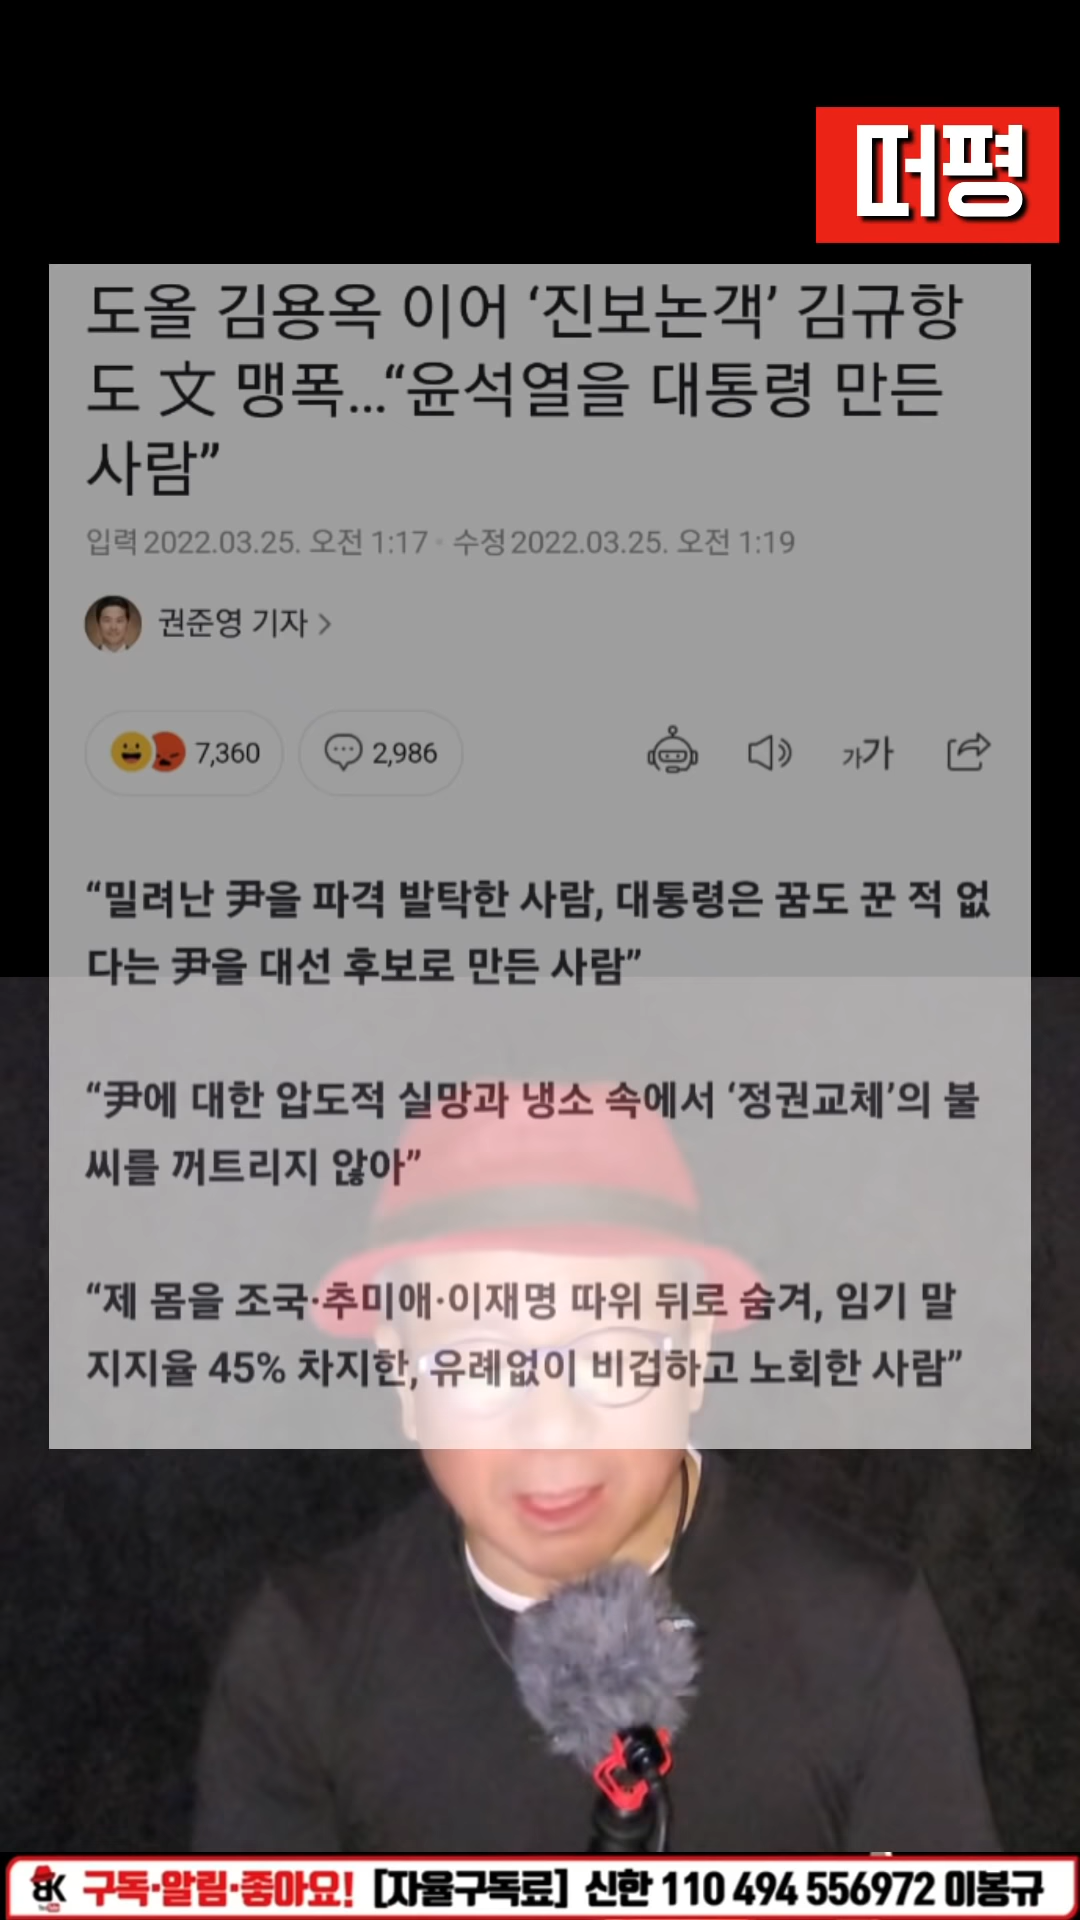 떠평
도올 김용옥 이어 ‘진보논객’ 김규항
도 文 맹폭…“윤석열을 대통령 만든
사람”
입력 2022.03.25. 오전 1:17 · 수정 2022.03.25. 오전 1:19
권준영 기자 >
7,360 2,986 가가
“밀려난 尹을 파격 발탁한 사람, 대통령은 꿈도 꾼 적 없
다는 尹을 대선 후보로 만든 사람”
“尹에 대한 압도적 실망과 냉소 속에서 ‘정권교체’의 불
씨를 꺼트리지 않아”
“제 몸을 조국·추미애·이재명 따위 뒤로 숨겨, 임기 말
지지율 45% 차지한, 유례없이 비겁하고 노회한 사람”
BK 구독·알림·좋아요! [자율구독료] 신한 110 494 556972 이봉규